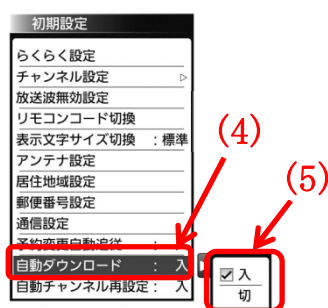 初期設定
らくらく設定
チャンネル設定 ▷
放送波無効設定
リモコンコード切換
表示文字サイズ切換 : 標準
アンテナ設定
居住地域設定
郵便番号設定
通信設定
予約変更自動追従 :
自動ダウンロード : 入
自動チャンネル再設定 : 入
(4)
(5)
☑ 入
切